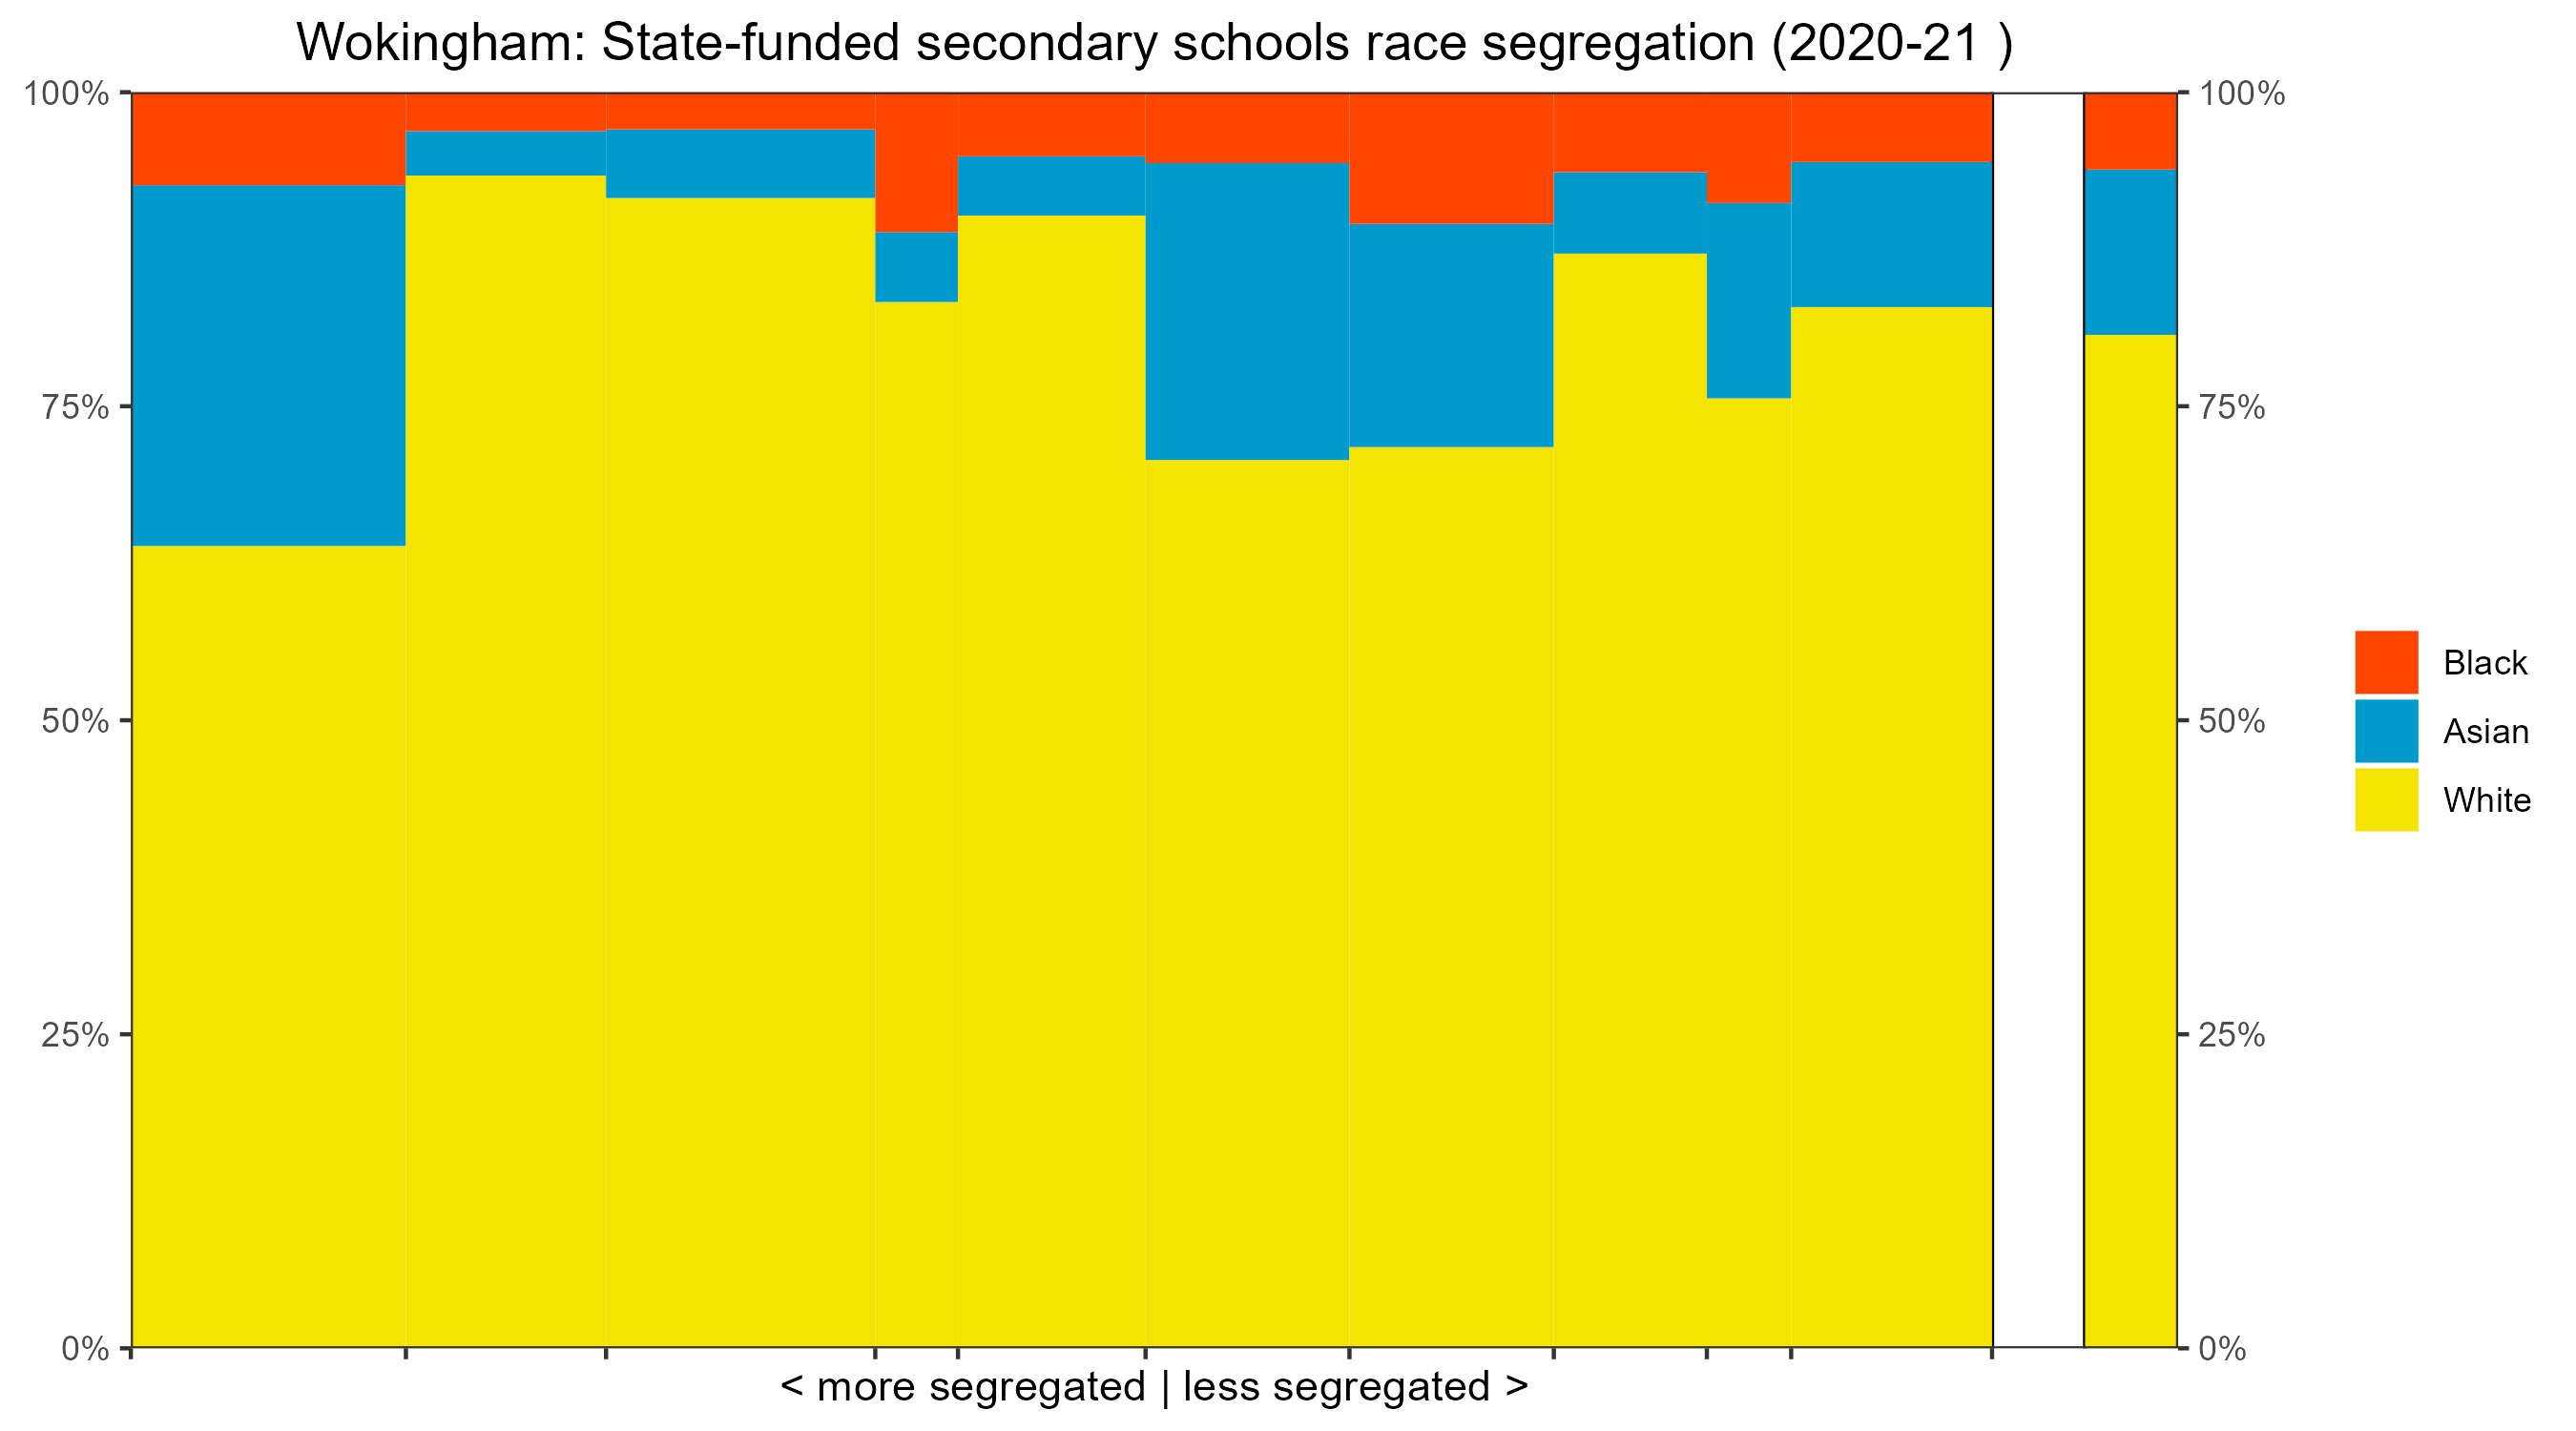 Wokingham: State-funded secondary schools race segregation (2020-21 )
100%
75%
50%
25%
0%
100%
75%
50%
25%
0%
Black
Asian
White
< more segregated | less segregated >